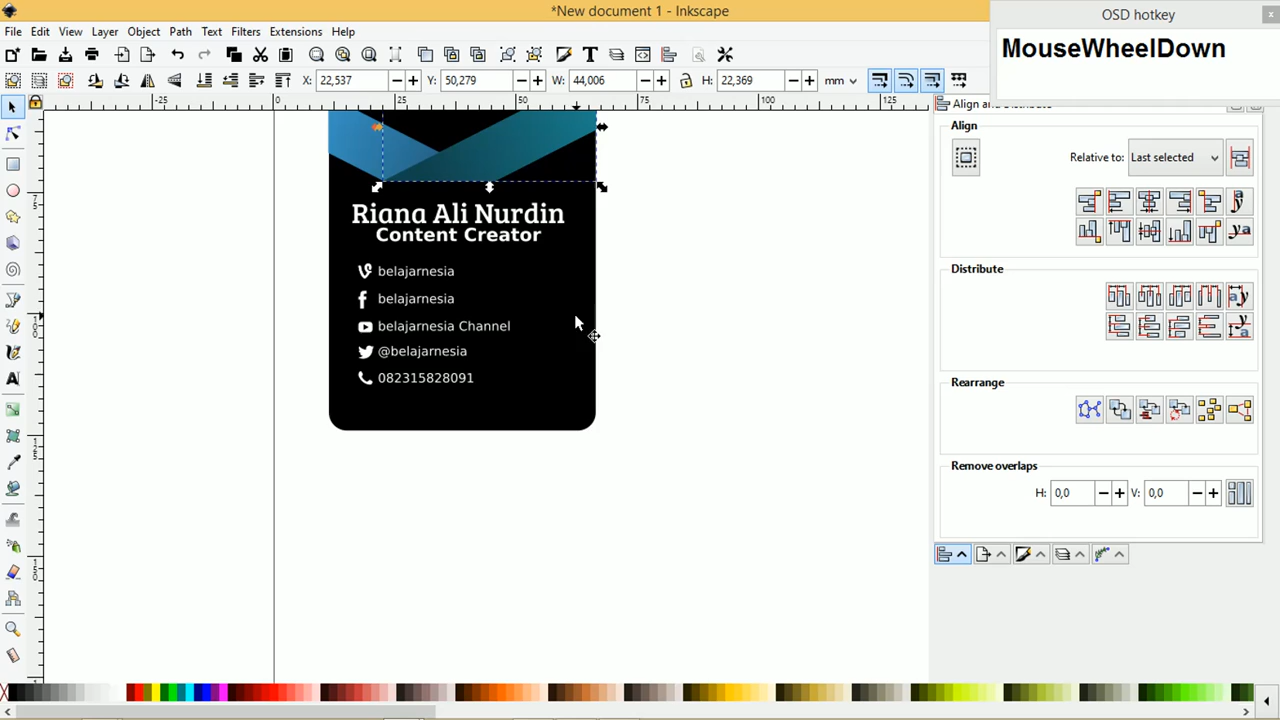 *New document 1 - Inkscape
OSD hotkey
MouseWheelDown
File Edit View Layer Object Path Text Filters Extensions Help
X: 22,537 Y: 50,279 W: 44,006 H: 22,369 mm
-25 0 25 50 75 100 125
Align and Distribute
Align
Relative to: Last selected
Distribute
Rearrange
Remove overlaps
H: 0,0 V: 0,0
Riana Ali Nurdin
Content Creator
belajarnesia
belajarnesia
belajarnesia Channel
@belajarnesia
082315828091